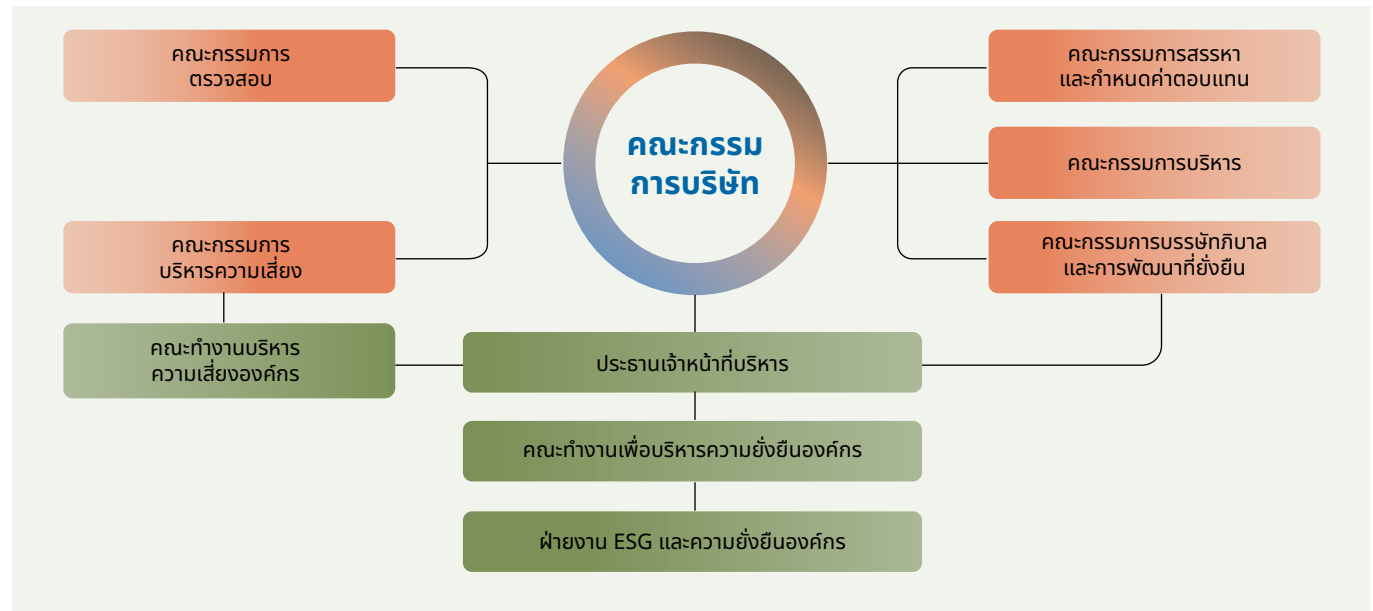 คณะกรรมการ
ตรวจสอบ
คณะกรรม
การบริษัท
คณะกรรมการสรรหา
และกำหนดค่าตอบแทน
คณะกรรมการบริหาร
คณะกรรมการ
บริหารความเสี่ยง
คณะกรรมการบรรษัทภิบาล
และการพัฒนาที่ยั่งยืน
คณะทำงานบริหาร
ความเสี่ยงองค์กร
ประธานเจ้าหน้าที่บริหาร
คณะทำงานเพื่อบริหารความยั่งยืนองค์กร
ฝ่ายงาน ESG และความยั่งยืนองค์กร